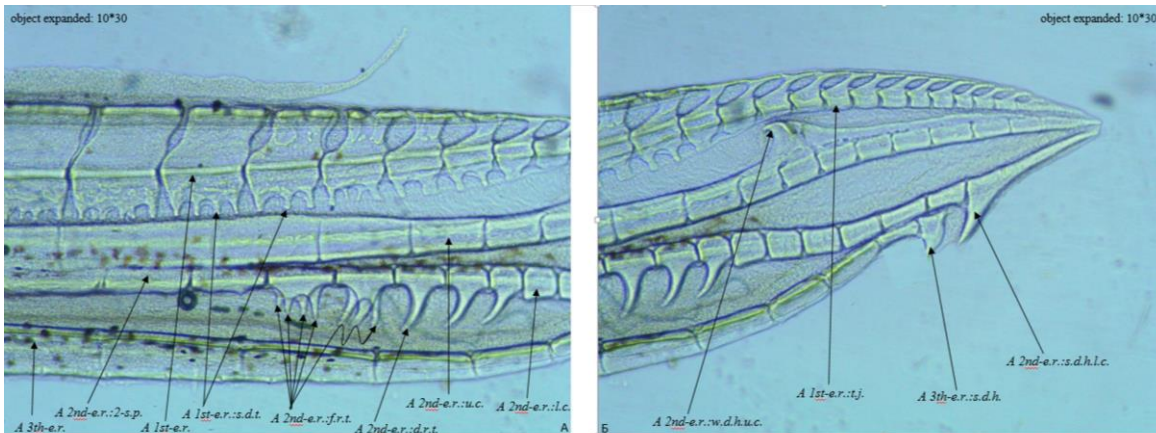 object expanded: 10*30
object expanded: 10*30
A 3th-e.r.
A 2nd-e.r.:2-s.p.
A 1st-e.r.
A 1st-e.r.:s.d.t.
A 2nd-e.r.:f.r.t.
A 2nd-e.r.:d.r.t.
A 2nd-e.r.:u.c.
A 2nd-e.r.:l.c.
А
Б
A 2nd-e.r.:w.d.h.u.c.
A 1st-e.r.:t.j.
A 3th-e.r.:s.d.h.
A 2nd-e.r.:s.d.h.l.c.